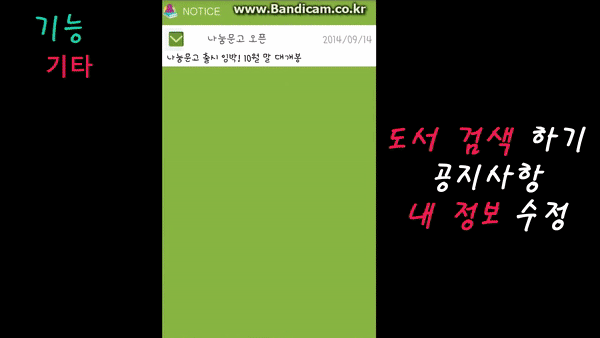 기능
기타
NOTICE
www.Bandicam.co.kr
나눔문고 오픈
2014/09/14
나눔문고 출시 임박! 10월 말 대개봉
도서 검색 하기
공지사항
내 정보 수정